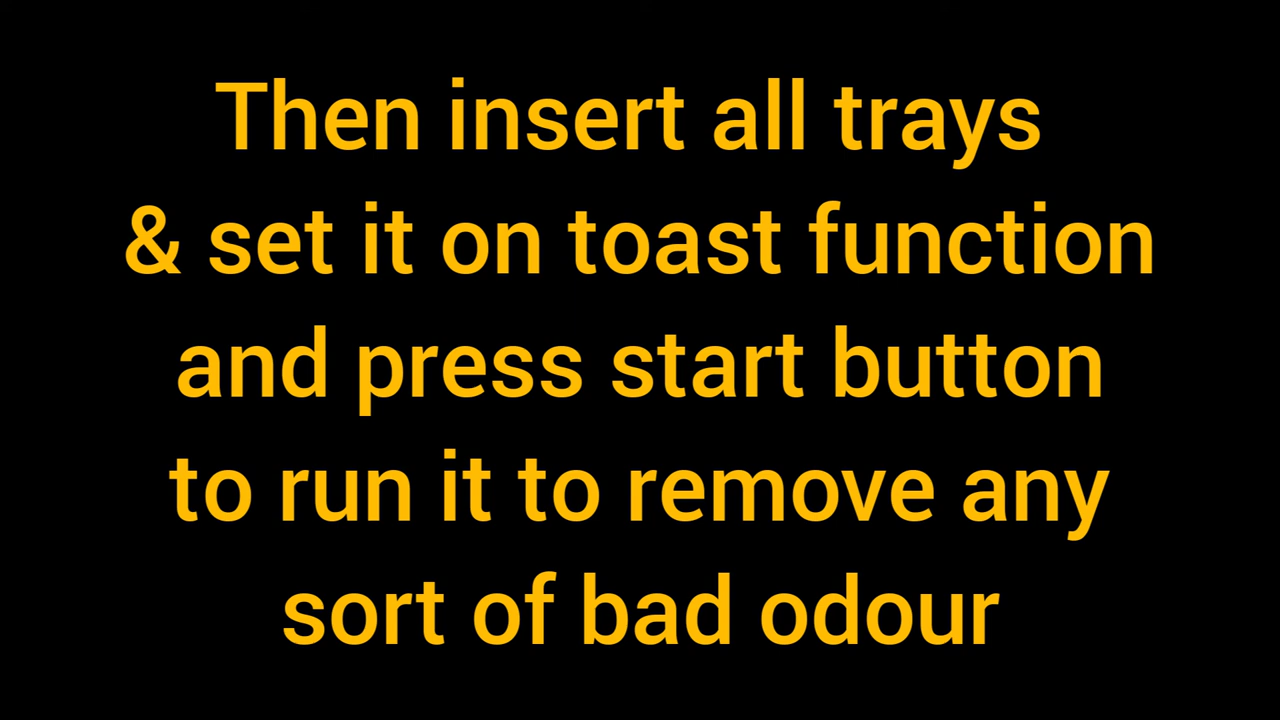 Then insert all trays
& set it on toast function
and press start button
to run it to remove any
sort of bad odour